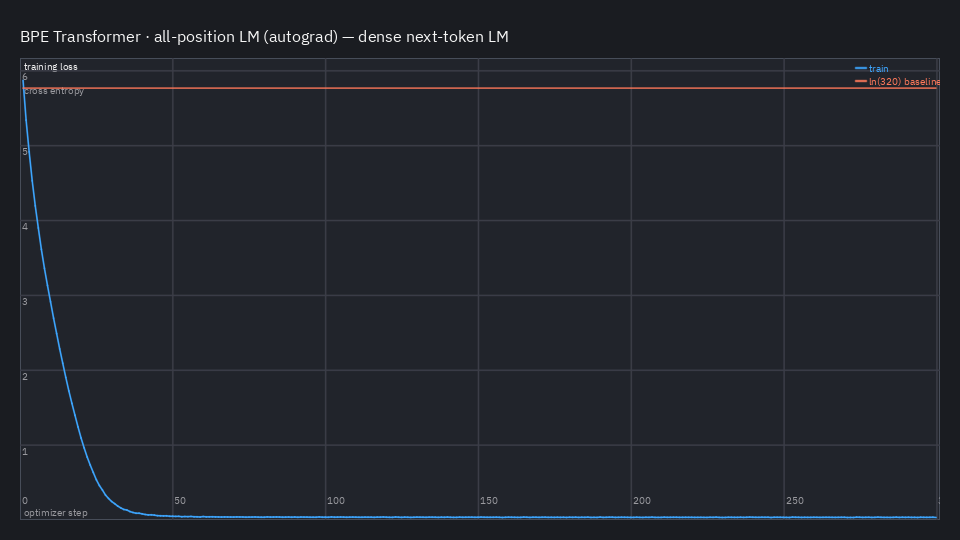 BPE Transformer · all-position LM (autograd) — dense next-token LM
training loss
train
6
ln(320) baseline
cross entropy
5
4
3
2
1
0 50 100 150 200 250
optimizer step